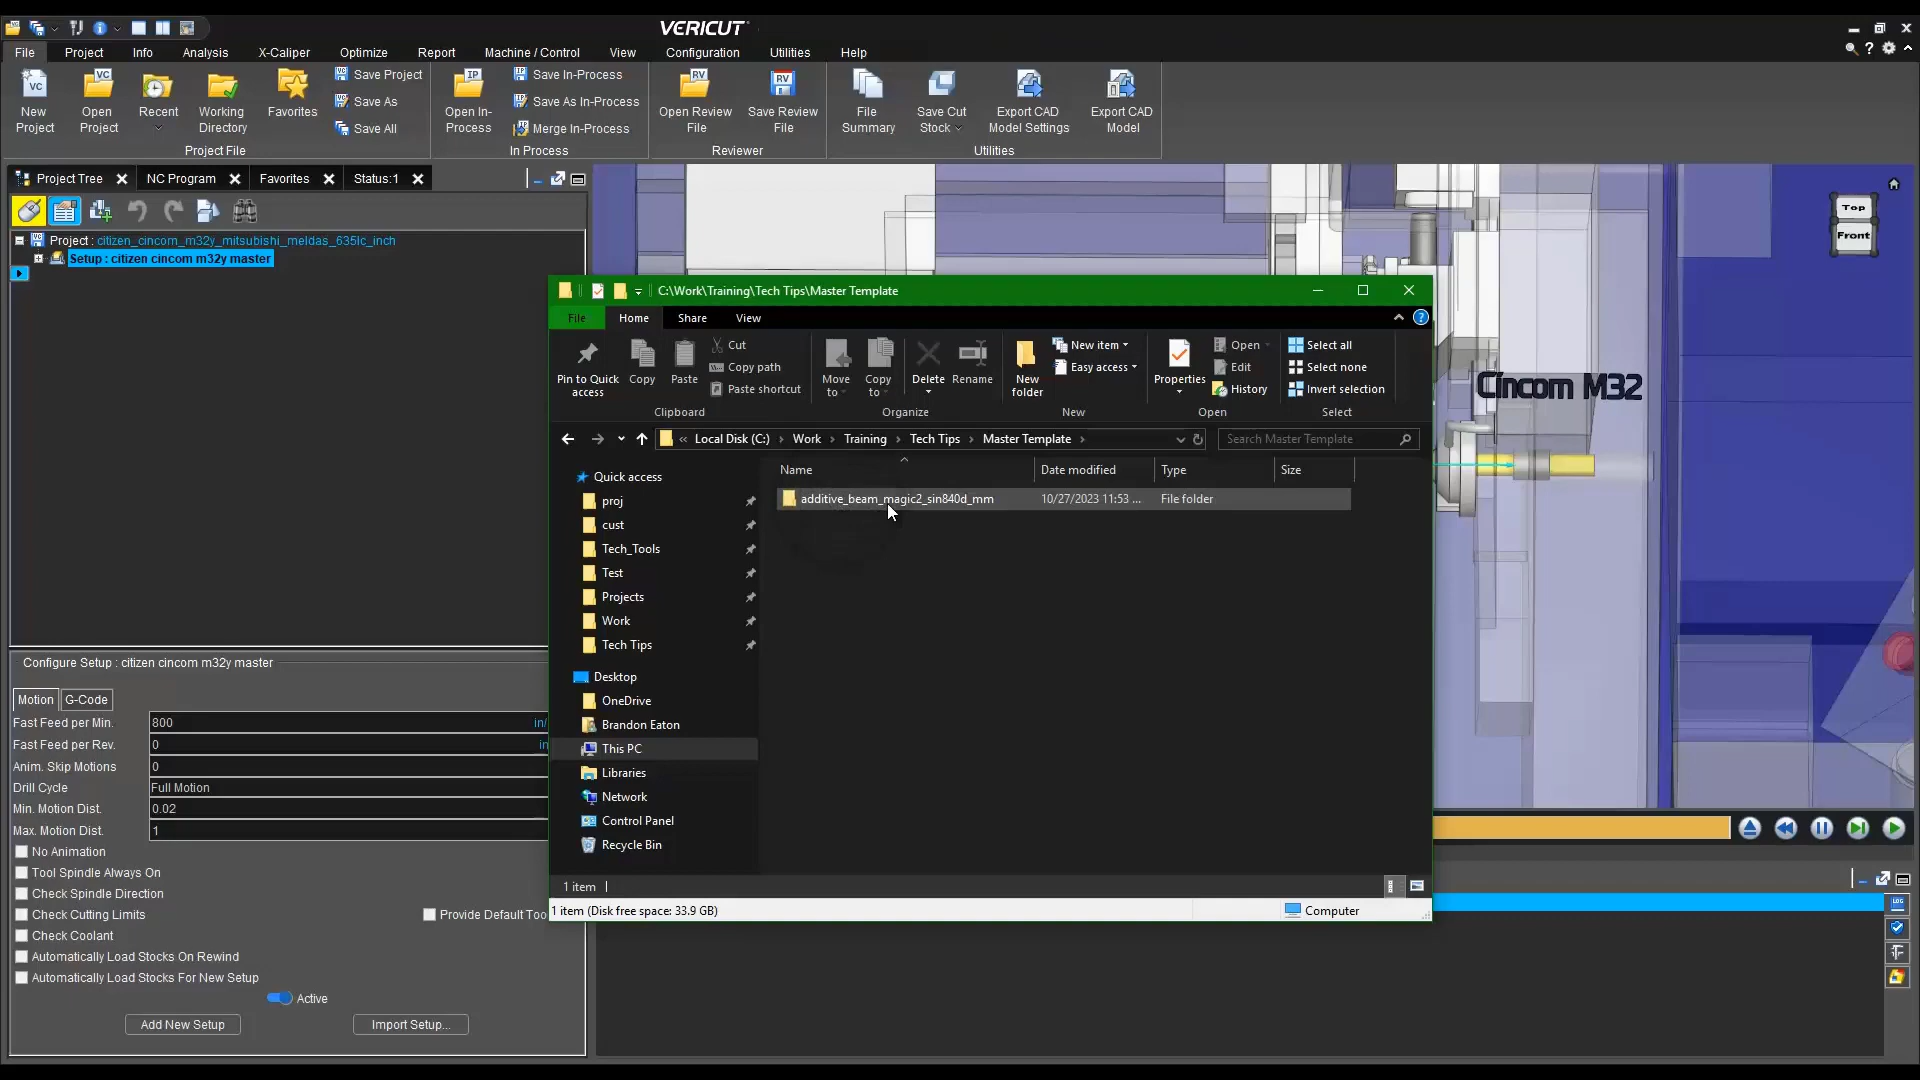 VERICUT
File Project Info Analysis X-Caliper Optimize Report Machine / Control View Configuration Utilities Help
New Project
Open Project
Recent
Working Directory
Favorites
Save Project
Save As
Save All
Open In-Process
Save In-Process
Save As In-Process
Merge In-Process
Open Review File
Save Review File
File Summary
Save Cut Stock
Export CAD Model Settings
Export CAD Model
Project File In Process Reviewer Utilities
Project Tree NC Program Favorites Status:1
Project : citizen_cincom_m32y_mitsubishi_meldas_635lc_inch
Setup : citizen cincom m32y master
Top
Front
Cincom M32
C:\Work\Training\Tech Tips\Master Template
File Home Share View
Pin to Quick access
Copy
Paste
Cut
Copy path
Paste shortcut
Move to
Copy to
Delete
Rename
New folder
New item
Easy access
Properties
Open
Edit
History
Select all
Select none
Invert selection
Clipboard Organize New Open Select
« Local Disk (C:) Work Training Tech Tips Master Template
Search Master Template
Name Date modified Type Size
additive_beam_magic2_sin840d_mm 10/27/2023 11:53 ... File folder
Quick access
proj
cust
Tech_Tools
Test
Projects
Work
Tech Tips
Desktop
OneDrive
Brandon Eaton
This PC
Libraries
Network
Control Panel
Recycle Bin
1 item
1 item (Disk free space: 33.9 GB) Computer
Configure Setup : citizen cincom m32y master
Motion G-Code
Fast Feed per Min. 800 in/
Fast Feed per Rev. 0 in
Anim. Skip Motions 0
Drill Cycle Full Motion
Min. Motion Dist. 0.02
Max. Motion Dist. 1
No Animation
Tool Spindle Always On
Check Spindle Direction
Check Cutting Limits Provide Default Too
Check Coolant
Automatically Load Stocks On Rewind
Automatically Load Stocks For New Setup
Active
Add New Setup Import Setup...